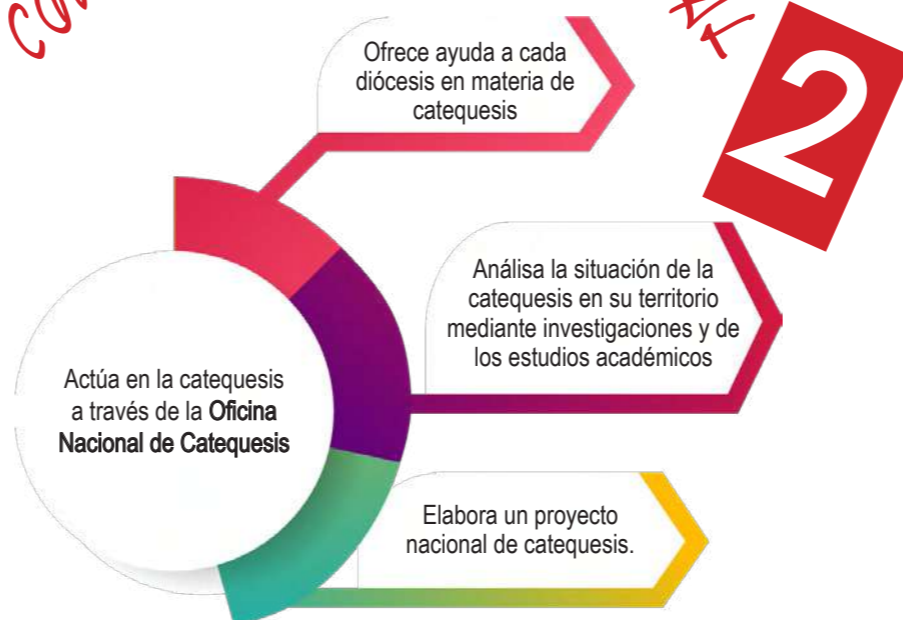 Ofrece ayuda a cada
diócesis en materia de
catequesis
2
Análisa la situación de la
catequesis en su territorio
mediante investigaciones y de
los estudios académicos
Actúa en la catequesis
a través de la Oficina
Nacional de Catequesis
Elabora un proyecto
nacional de catequesis.